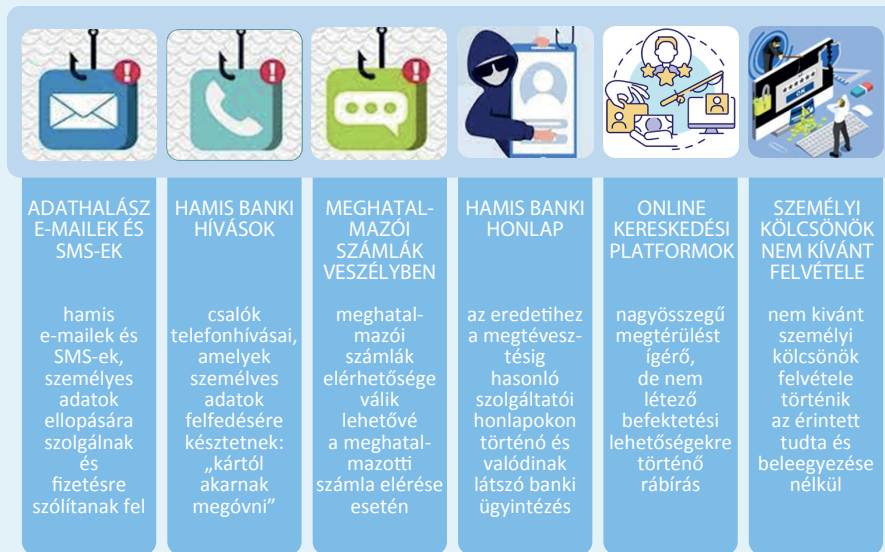 ADATHALÁSZ
E-MAILEK ÉS
SMS-EK
hamis
e-mailek és
SMS-ek,
személyes
adatok
ellopására
szolgálnak
és
fizetésre
szólítanak fel
HAMIS BANKI
HÍVÁSOK
csalók
telefonhívásai,
amelyek
személves
adatok
felfedésére
késztetnek:
„kártól
akarnak
megóvni”
MEGHATAL-
MAZÓI
SZÁMLÁK
VESZÉLYBEN
meghatal-
mazói
számlák
elérhetősége
válik
lehetővé
a meghatal-
mazotti
számla elérése
esetén
HAMIS BANKI
HONLAP
az eredetihez
a megtévesz-
tésig
hasonló
szolgáltatói
honlapokon
történó és
valódinak
látszó banki
ügyintézés
ONLINE
KERESKEDÉSI
PLATFORMOK
nagyösszegű
megtérülést
ígérő,
de nem
létező
befektetési
lehetőségekre
történő
rábírás
SZEMÉLYI
KÖLCSÖNÖK
NEM KÍVÁNT
FELVÉTELE
nem kivánt
személyi
kölcsönök
felvétele
történik
az érintett
tudta és
beleegyezése
nélkül